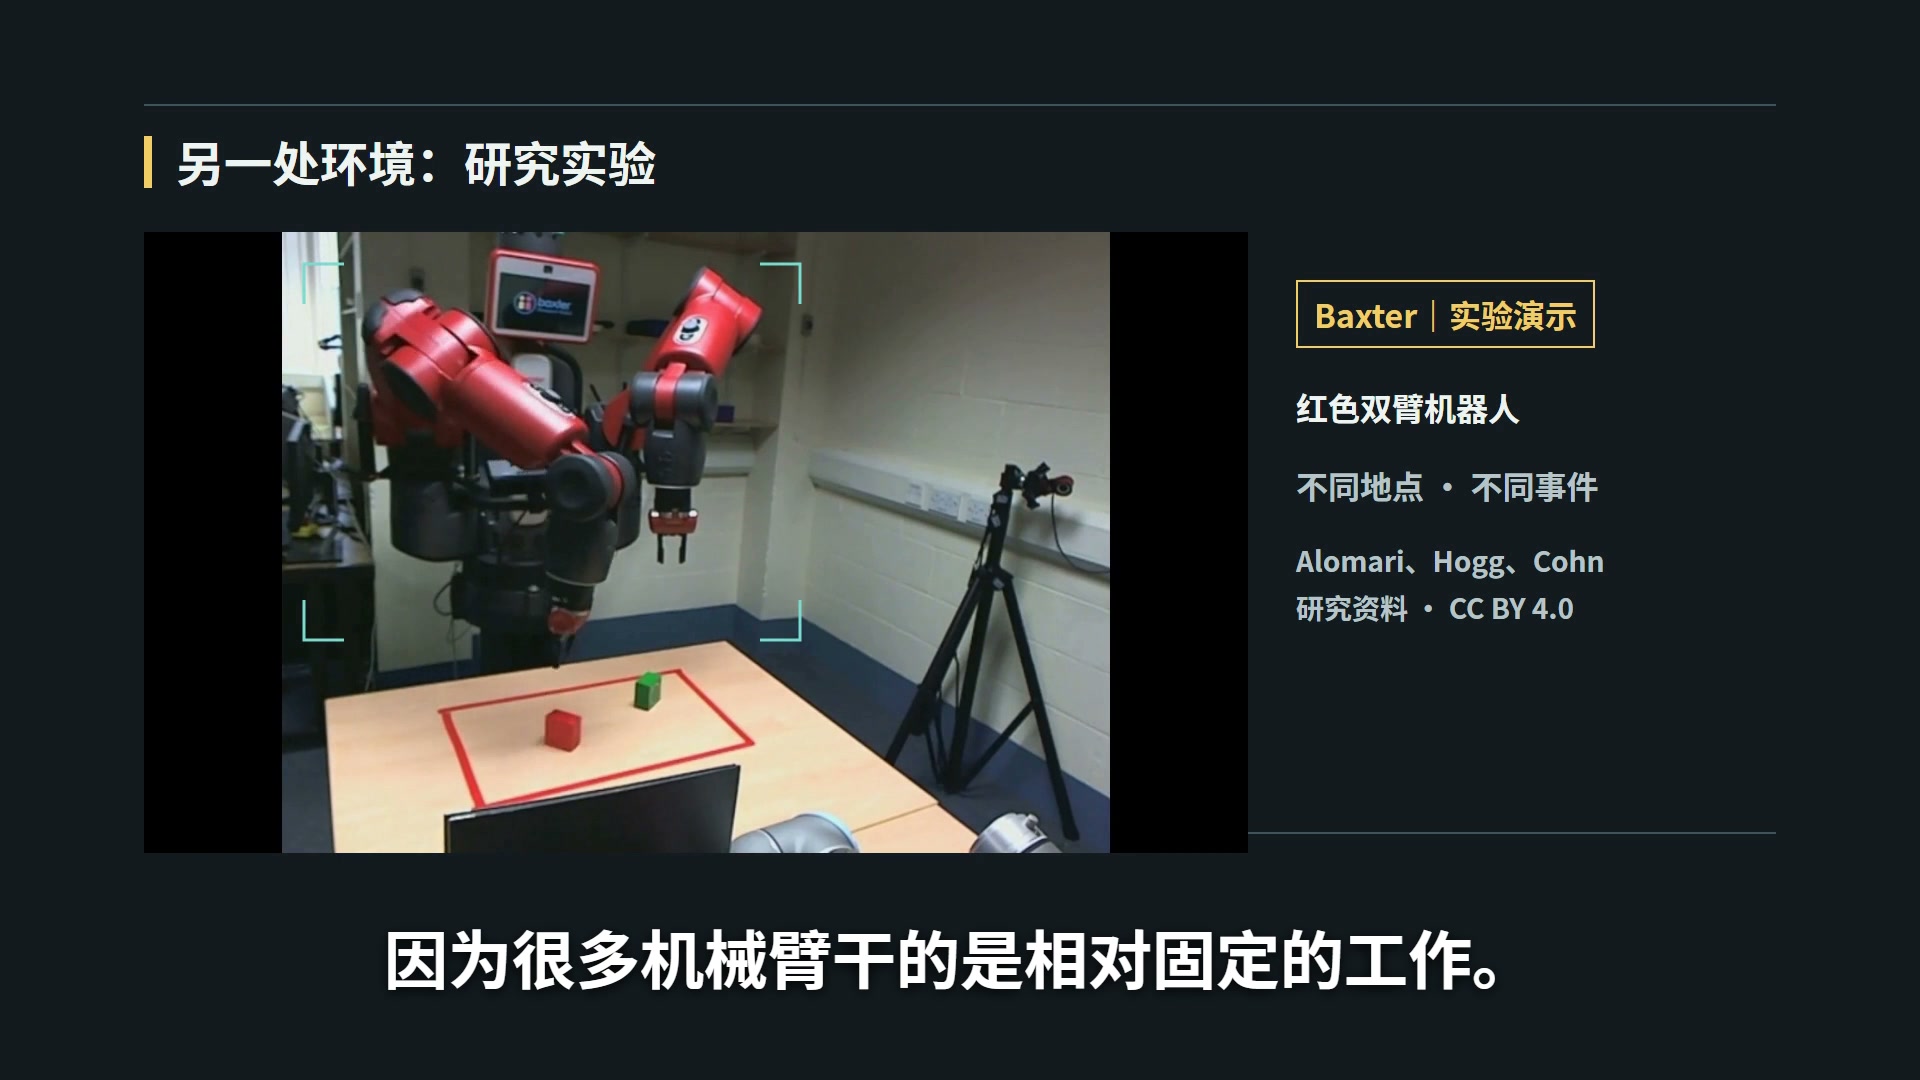 另一处环境：研究实验
baxter
Baxter｜实验演示
红色双臂机器人
不同地点 · 不同事件
Alomari、Hogg、Cohn
研究资料 · CC BY 4.0
因为很多机械臂干的是相对固定的工作。